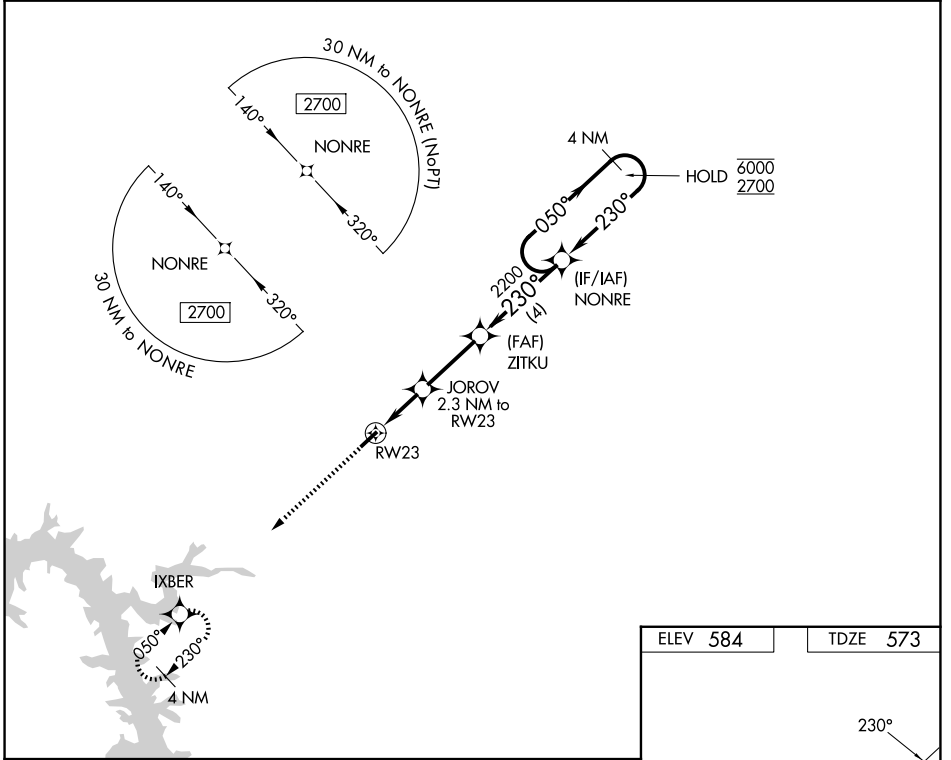 30 NM to NONRE (NoPT)
2700
140°
NONRE
320°
140°
NONRE
320°
2700
30 NM to NONRE
4 NM
HOLD 6000
2700
050°
230°
(IF/IAF)
NONRE
2200
230°
(4)
(FAF)
ZITKU
JOROV
2.3 NM to
RW23
RW23
IXBER
050°
230°
4 NM
ELEV 584
TDZE 573
230°